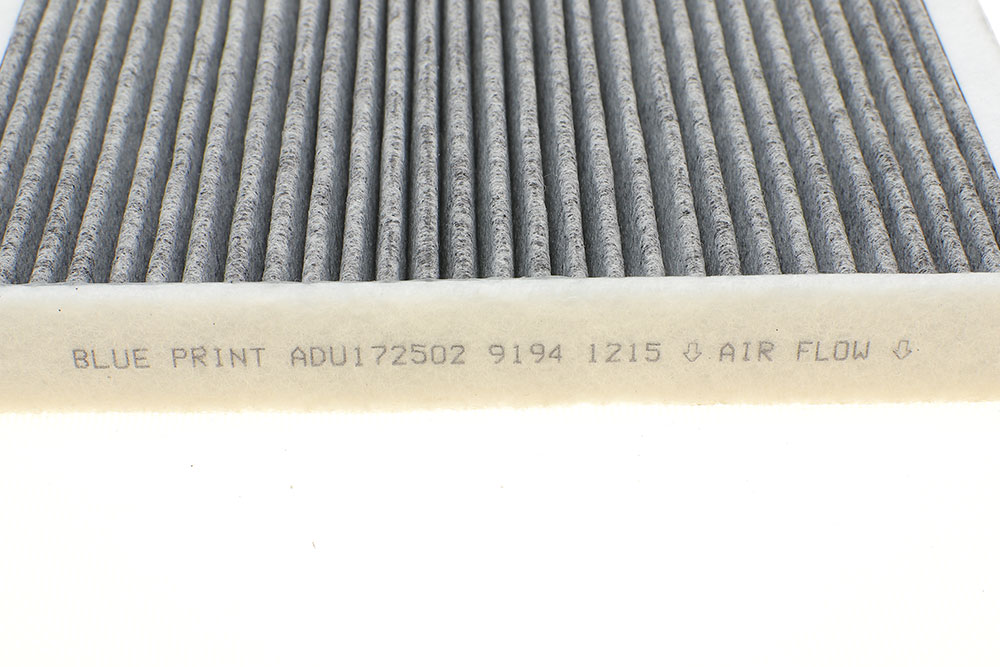 BLUE PRINT ADU172502 9194 1215 ⇩ AIR FLOW ⇩